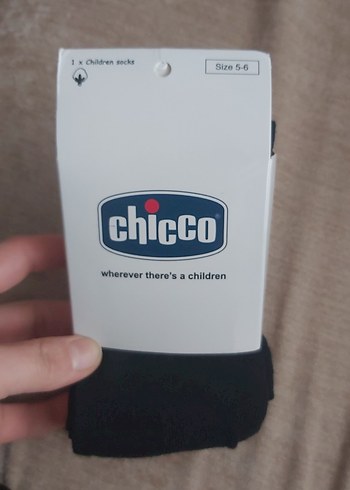 1 x Children socks
Size 5-6
chicco
wherever there's a children